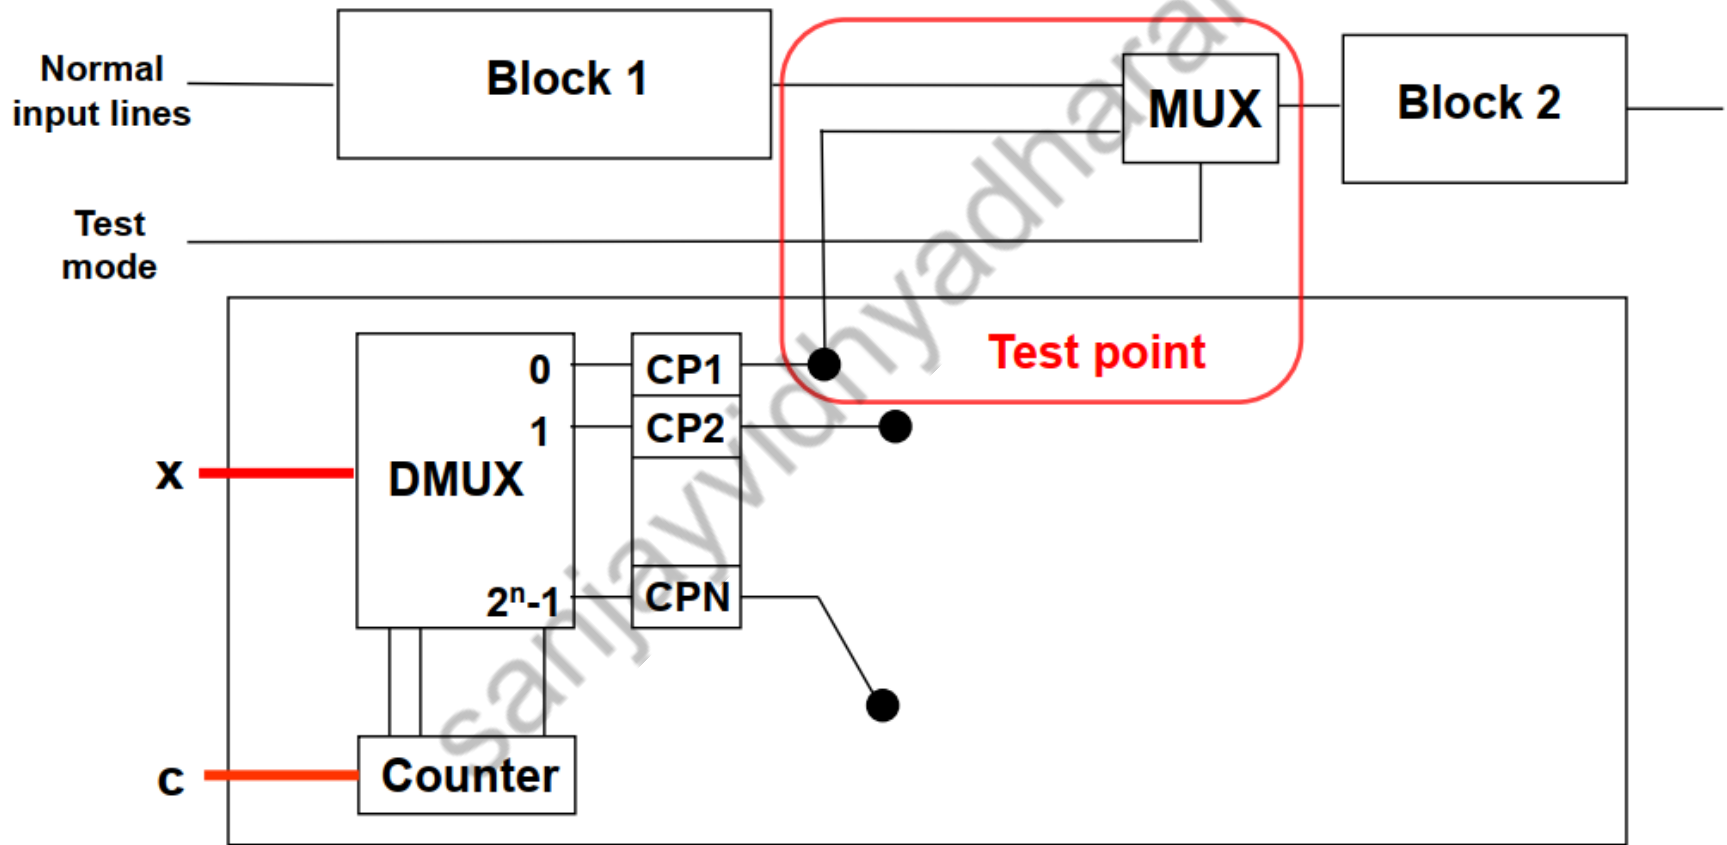 Normal
input lines
Block 1
MUX
Block 2
Test
mode
Test point
0
CP1
1
CP2
x
DMUX
2ⁿ-1
CPN
c
Counter